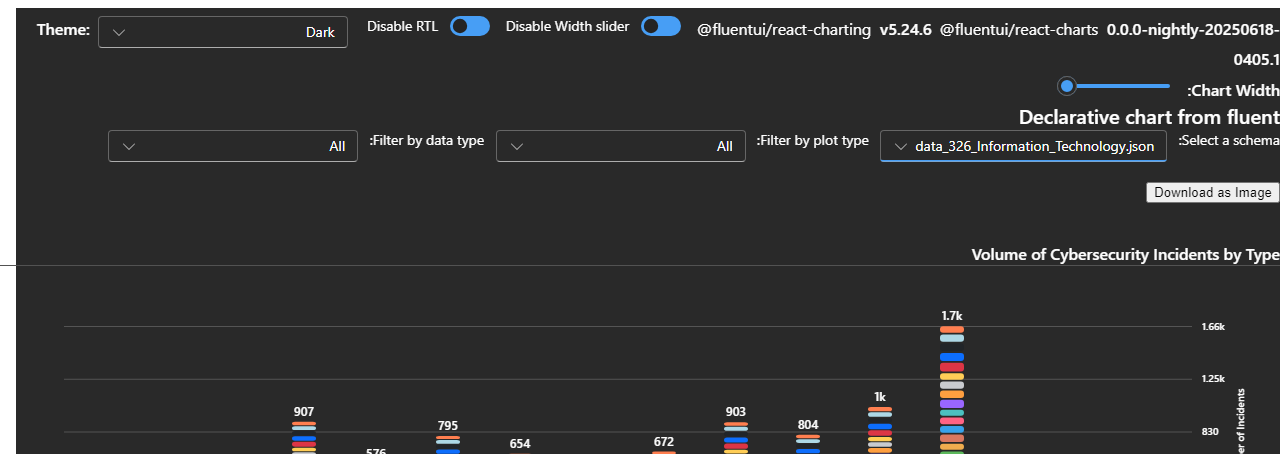 Theme: Dark Disable RTL Disable Width slider @fluentui/react-charting v5.24.6 @fluentui/react-charts 0.0.0-nightly-20250618-
0405.1
:Chart Width
Declarative chart from fluent
All :Filter by data type All :Filter by plot type data_326_Information_Technology.json :Select a schema
Download as Image
Volume of Cybersecurity Incidents by Type
1.7k
1.66k
1.25k
1k
907
903
795
804
830
654
672
576
er of Incidents